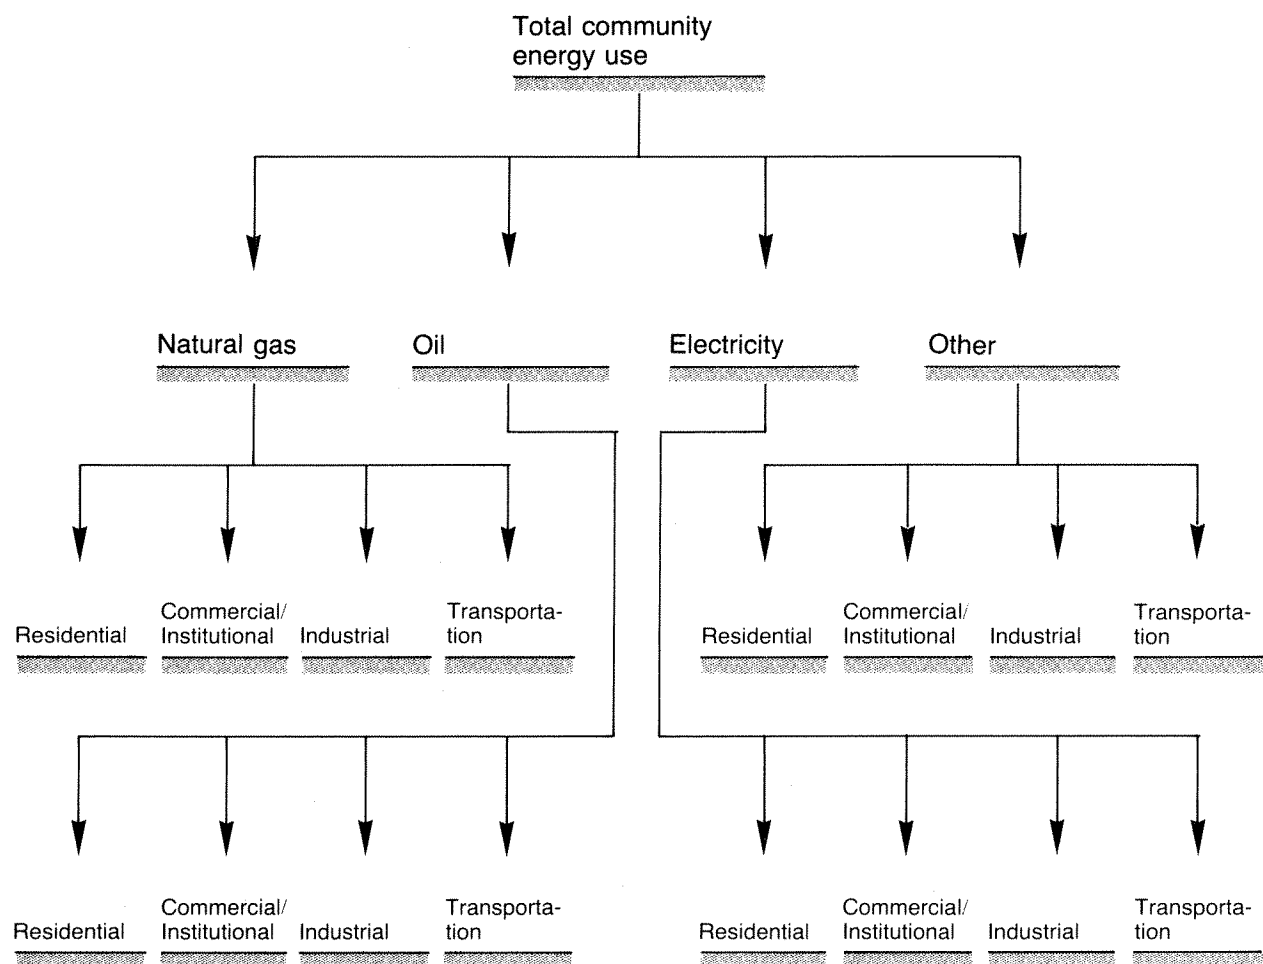 Total community
energy use
Natural gas
Oil
Electricity
Other
Residential
Commercial/
Institutional
Industrial
Transporta-
tion
Residential
Commercial/
Institutional
Industrial
Transporta-
tion
Residential
Commercial/
Institutional
Industrial
Transporta-
tion
Residential
Commercial/
Institutional
Industrial
Transporta-
tion